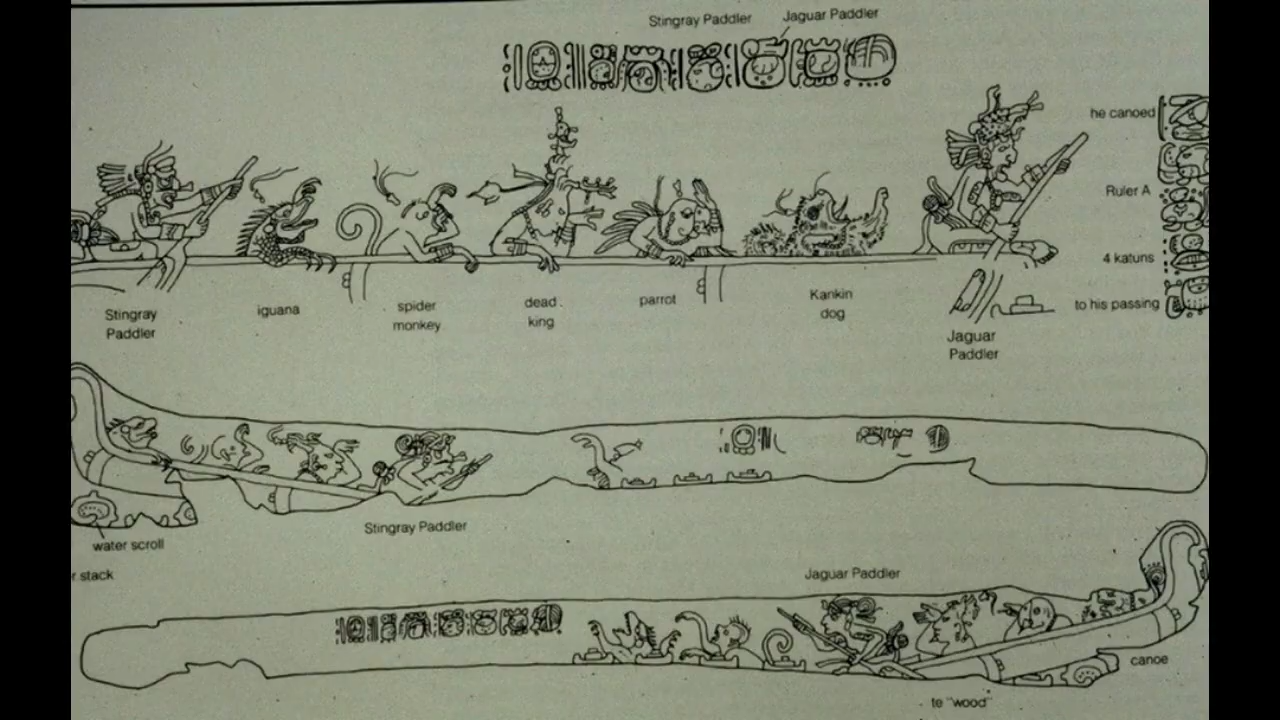 Stingray Paddler
Jaguar Paddler
he canoed
Ruler A
4 katuns
to his passing
Stingray
Paddler
iguana
spider
monkey
dead
king
parrot
Kankin
dog
Jaguar
Paddler
Stingray Paddler
water scroll
r stack
Jaguar Paddler
canoe
te "wood"